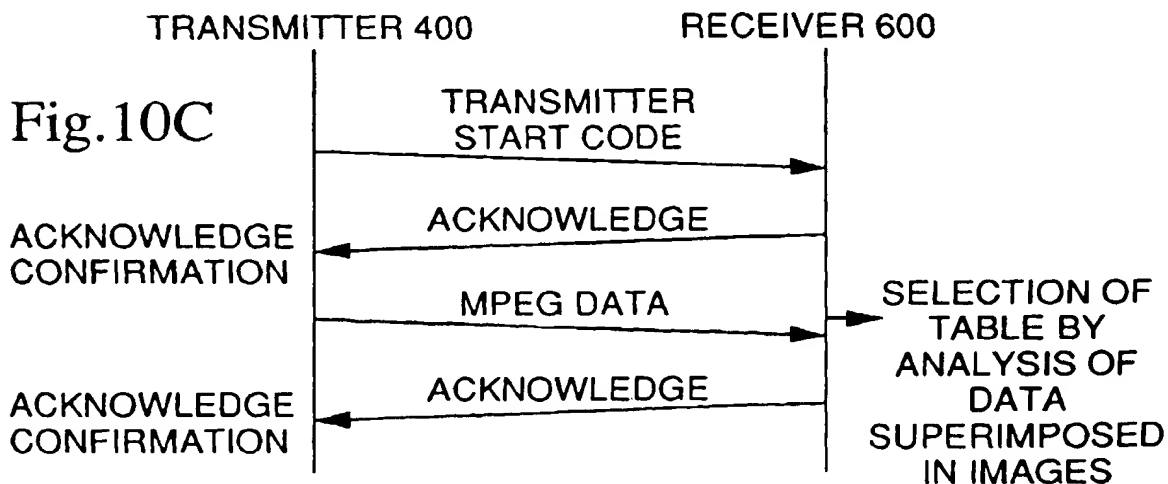 TRANSMITTER 400
RECEIVER 600
Fig.10C
TRANSMITTER
START CODE
ACKNOWLEDGE
ACKNOWLEDGE
CONFIRMATION
MPEG DATA
SELECTION OF
TABLE BY
ANALYSIS OF
DATA
SUPERIMPOSED
IN IMAGES
ACKNOWLEDGE
ACKNOWLEDGE
CONFIRMATION